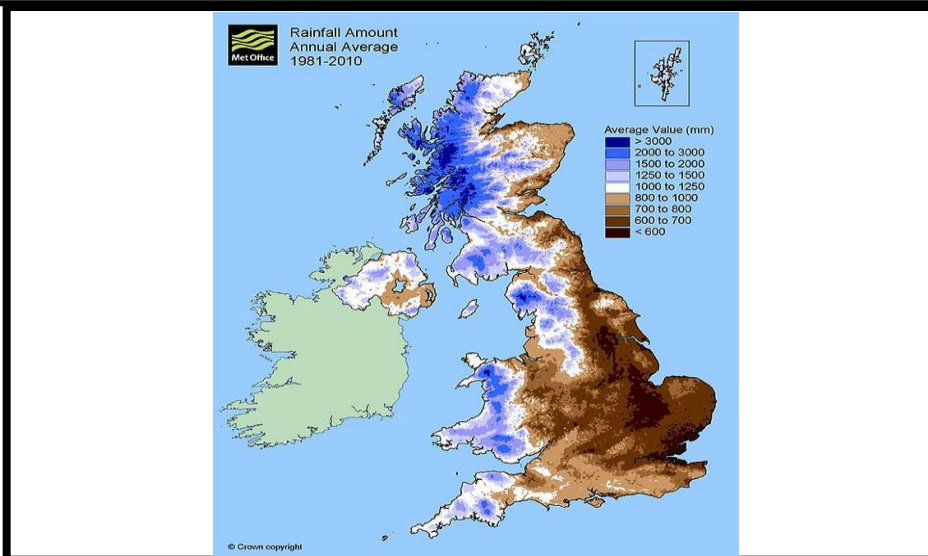 Met Office
Rainfall Amount
Annual Average
1981-2010
Average Value (mm)
> 3000
2000 to 3000
1500 to 2000
1250 to 1500
1000 to 1250
800 to 1000
700 to 800
600 to 700
< 600
© Crown copyright